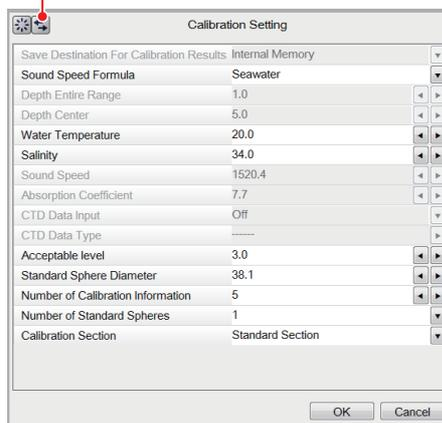 Calibration Setting
Save Destination For Calibration Results Internal Memory
Sound Speed Formula Seawater
Depth Entire Range 1.0
Depth Center 5.0
Water Temperature 20.0
Salinity 34.0
Sound Speed 1520.4
Absorption Coefficient 7.7
CTD Data Input Off
CTD Data Type ------
Acceptable level 3.0
Standard Sphere Diameter 38.1
Number of Calibration Information 5
Number of Standard Spheres 1
Calibration Section Standard Section
OK Cancel